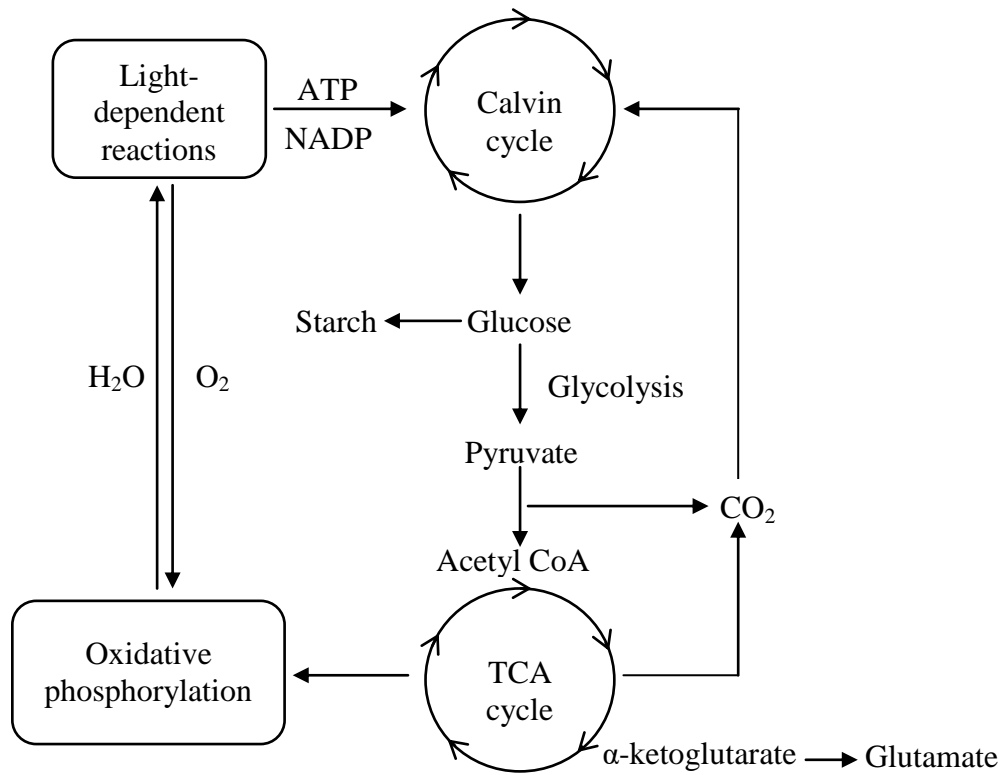 Light-
dependent
reactions
ATP
NADP
Calvin
cycle
Starch
Glucose
H₂O
O₂
Glycolysis
Pyruvate
CO₂
Acetyl CoA
Oxidative
phosphorylation
TCA
cycle
α-ketoglutarate
Glutamate